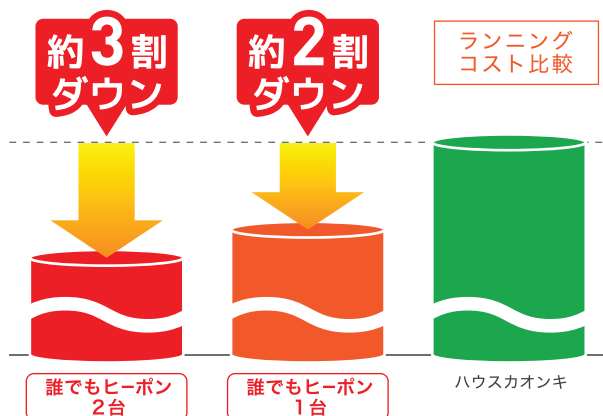 約3割
ダウン
約2割
ダウン
ランニング
コスト比較
誰でもヒーポン
2台
誰でもヒーポン
1台
ハウスカオンキ